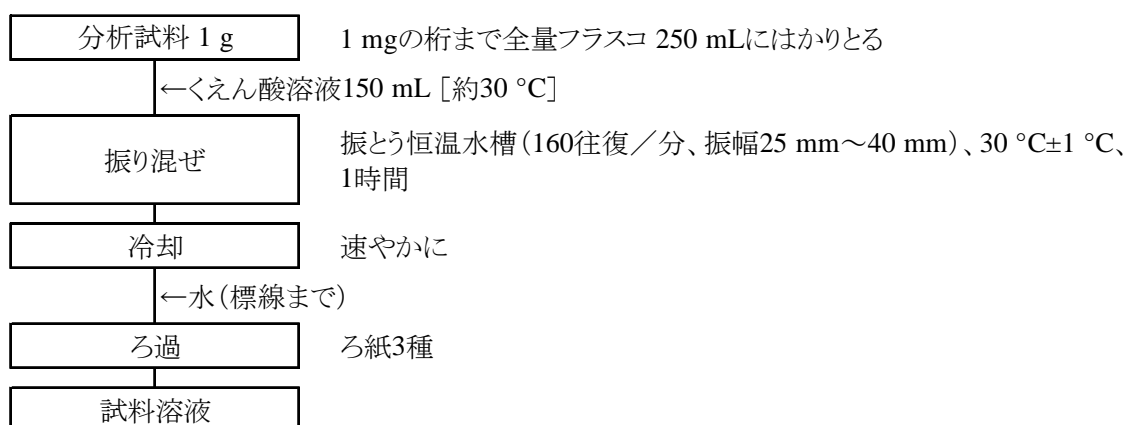 分析試料 1 g
1 mgの桁まで全量フラスコ 250 mLにはかりとる
←くえん酸溶液150 mL [約30 °C]
振り混ぜ
振とう恒温水槽(160往復/分、振幅25 mm~40 mm)、30 °C±1 °C、
1時間
冷却
速やかに
←水(標線まで)
ろ過
ろ紙3種
試料溶液